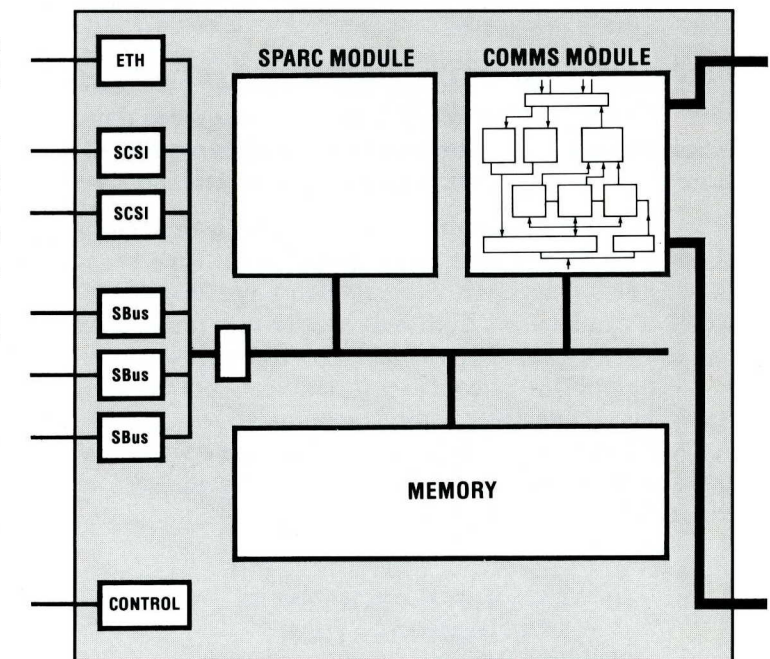 ETH
SPARC MODULE
COMMS MODULE
SCSI
SCSI
SBus
SBus
SBus
MEMORY
CONTROL